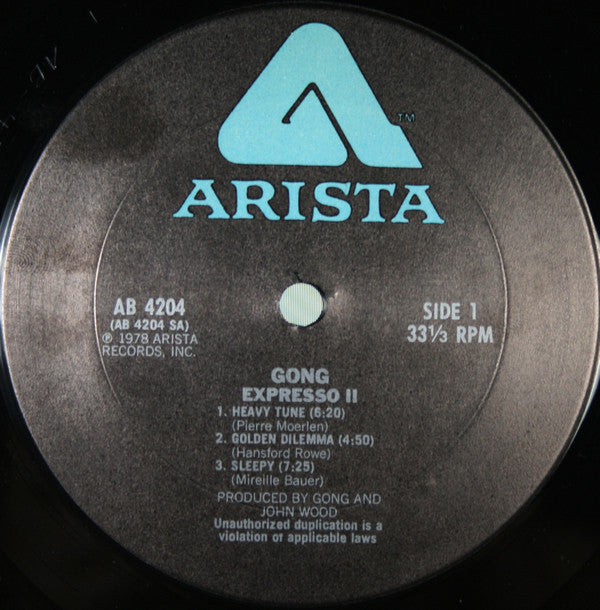 ™
ARISTA
AB 4204
(AB 4204 SA)
℗ 1978 ARISTA
RECORDS, INC.
SIDE 1
33⅓ RPM
GONG
EXPRESSO II
1. HEAVY TUNE (6:20)
(Pierre Moerlen)
2. GOLDEN DILEMMA (4:50)
(Hansford Rowe)
3. SLEEPY (7:25)
(Mireille Bauer)
PRODUCED BY GONG AND
JOHN WOOD
Unauthorized duplication is a
violation of applicable laws